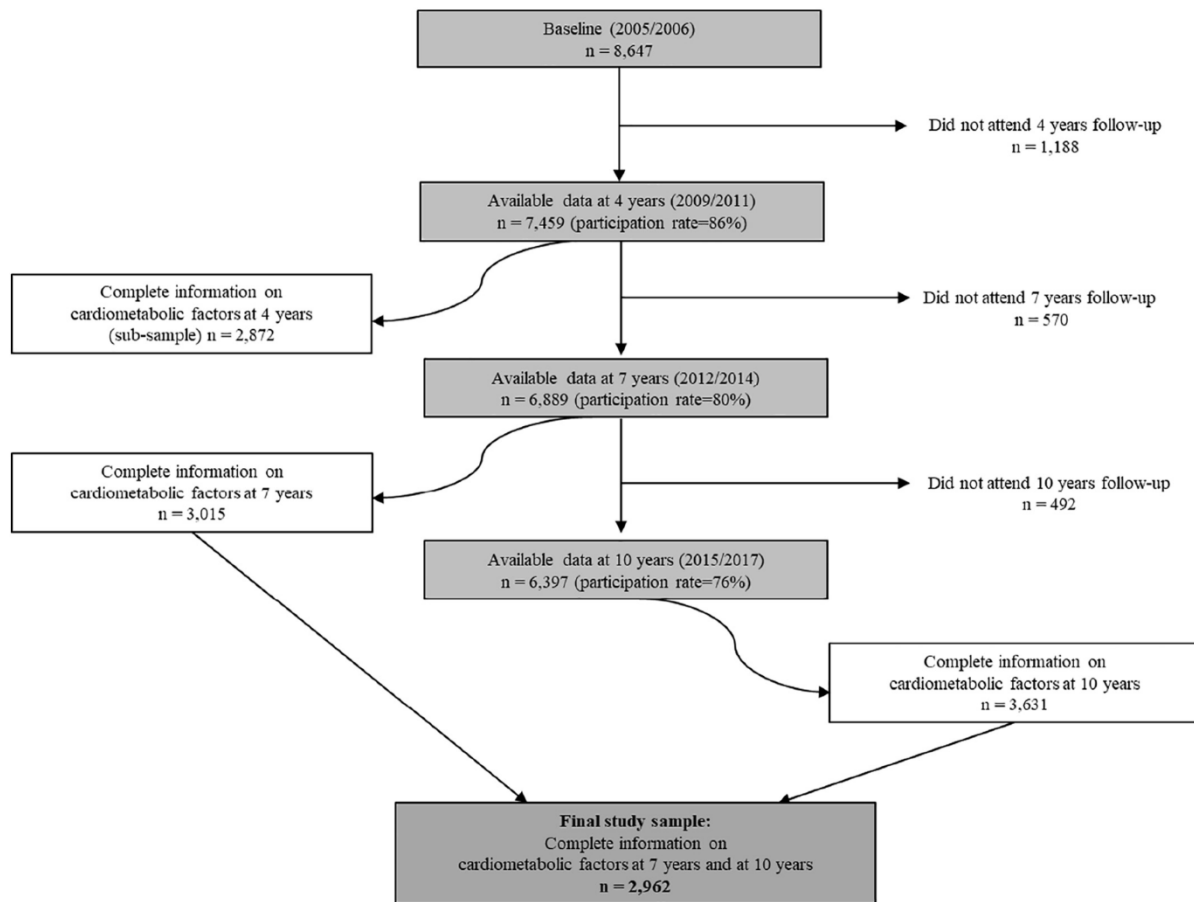 Baseline (2005/2006)
n = 8,647
Did not attend 4 years follow-up
n = 1,188
Available data at 4 years (2009/2011)
n = 7,459 (participation rate=86%)
Complete information on
cardiometabolic factors at 4 years
(sub-sample) n = 2,872
Did not attend 7 years follow-up
n = 570
Available data at 7 years (2012/2014)
n = 6,889 (participation rate=80%)
Complete information on
cardiometabolic factors at 7 years
n = 3,015
Did not attend 10 years follow-up
n = 492
Available data at 10 years (2015/2017)
n = 6,397 (participation rate=76%)
Complete information on
cardiometabolic factors at 10 years
n = 3,631
Final study sample:
Complete information on
cardiometabolic factors at 7 years and at 10 years
n = 2,962